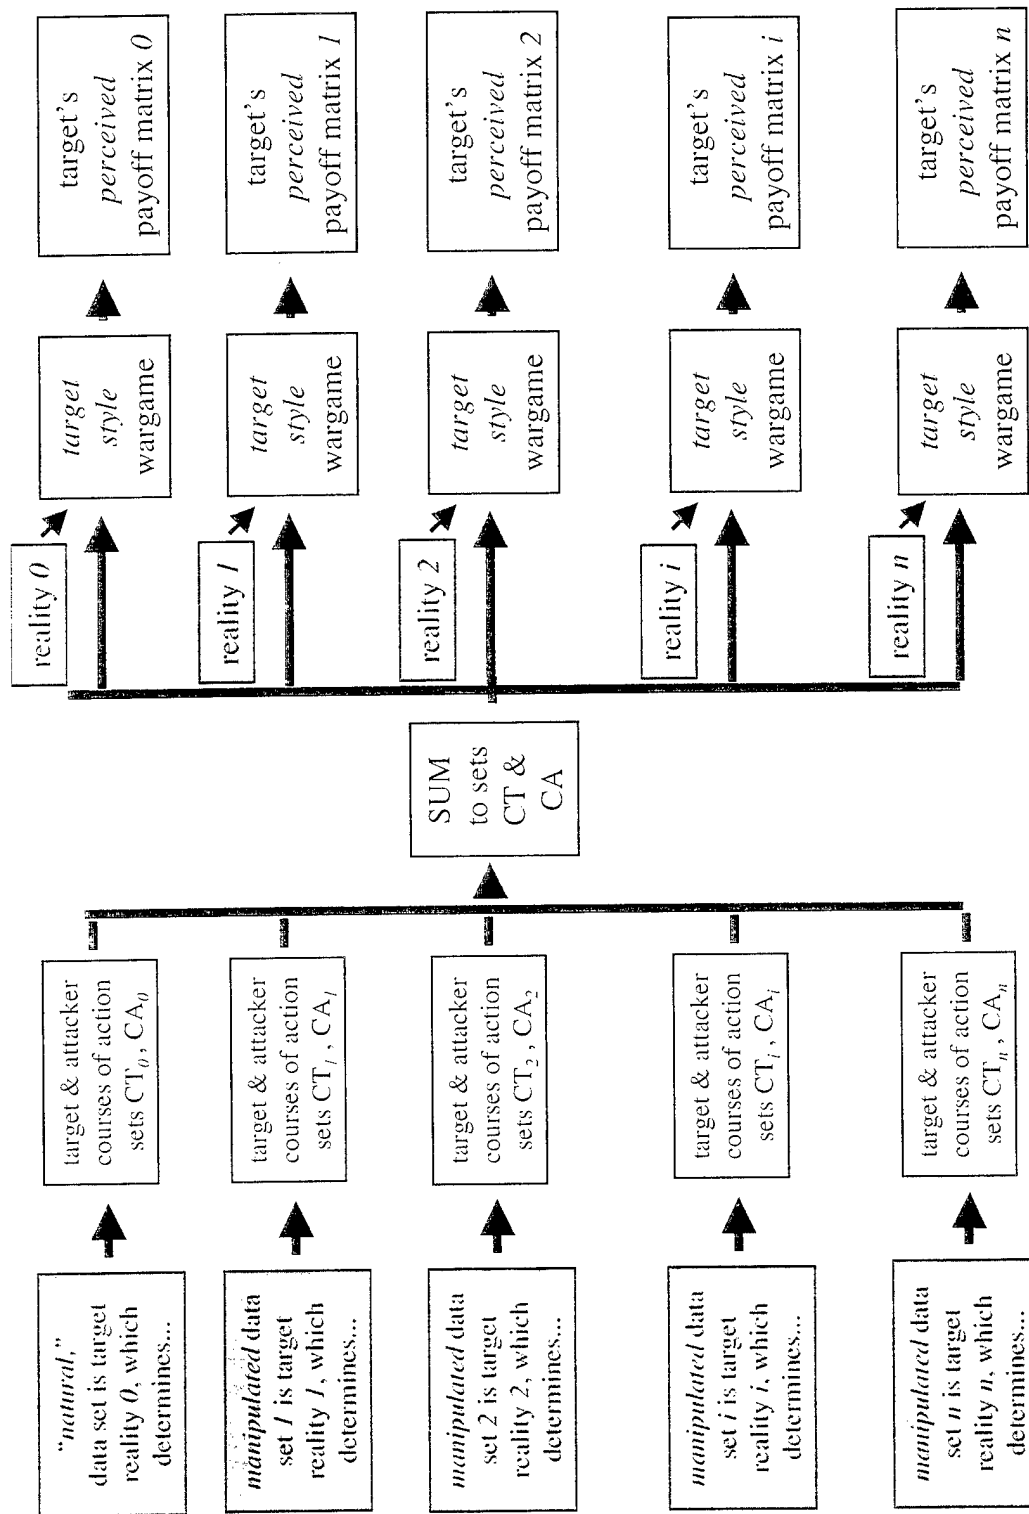 "natural,"
data set is target
reality 0, which
determines...
target & attacker
courses of action
sets CT0, CA0
reality 0
target
style
wargame
target's
perceived
payoff matrix 0
manipulated data
set 1 is target
reality 1, which
determines...
target & attacker
courses of action
sets CT1, CA1
reality 1
target
style
wargame
target's
perceived
payoff matrix 1
manipulated data
set 2 is target
reality 2, which
determines...
target & attacker
courses of action
sets CT2, CA2
SUM
to sets
CT &
CA
reality 2
target
style
wargame
target's
perceived
payoff matrix 2
manipulated data
set i is target
reality i, which
determines...
target & attacker
courses of action
sets CTi, CAi
reality i
target
style
wargame
target's
perceived
payoff matrix i
manipulated data
set n is target
reality n, which
determines...
target & attacker
courses of action
sets CTn, CAn
reality n
target
style
wargame
target's
perceived
payoff matrix n